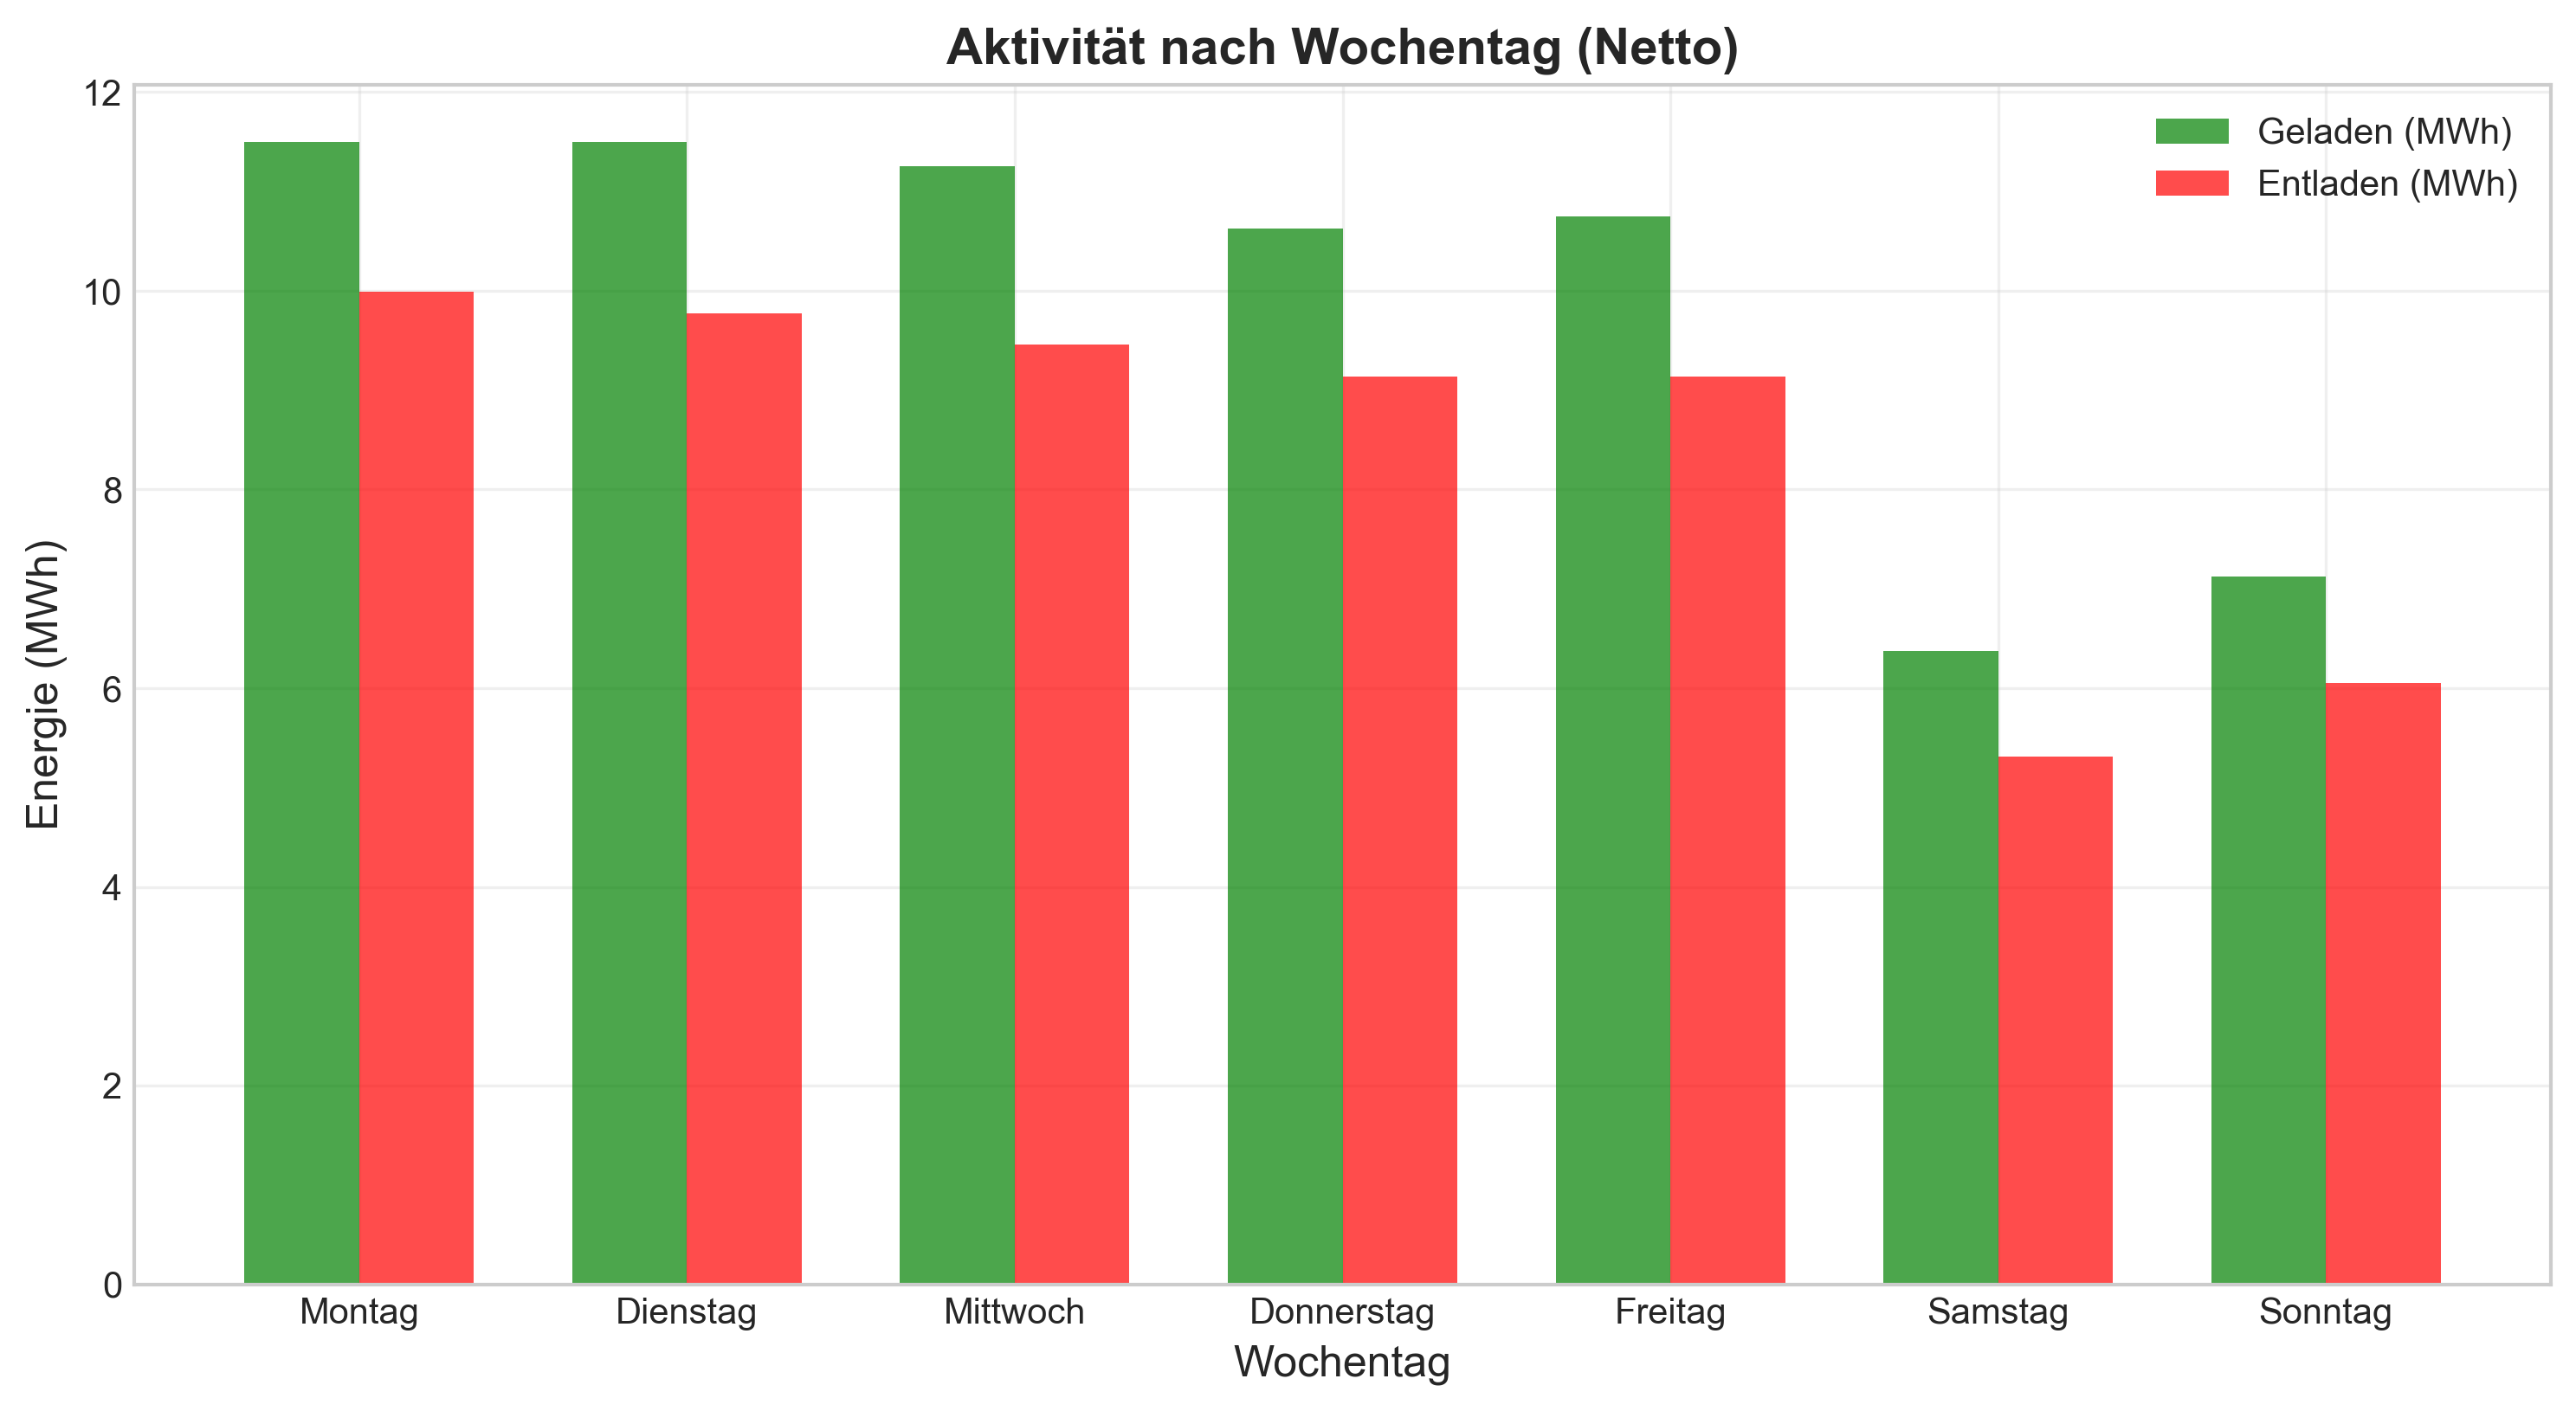 Aktivität nach Wochentag (Netto)
12
10
8
6
4
2
0
Energie (MWh)
Geladen (MWh)
Entladen (MWh)
Montag Dienstag Mittwoch Donnerstag Freitag Samstag Sonntag
Wochentag